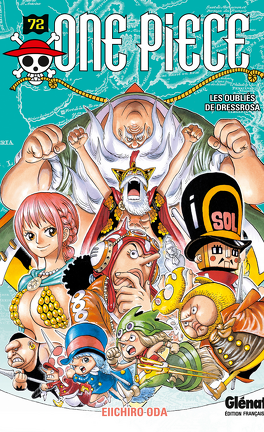 72
ONE PIECE
LES OUBLIÉS
DE DRESSROSA
SOL
EIICHIRO ODA
Glénat
ÉDITION FRANÇAISE